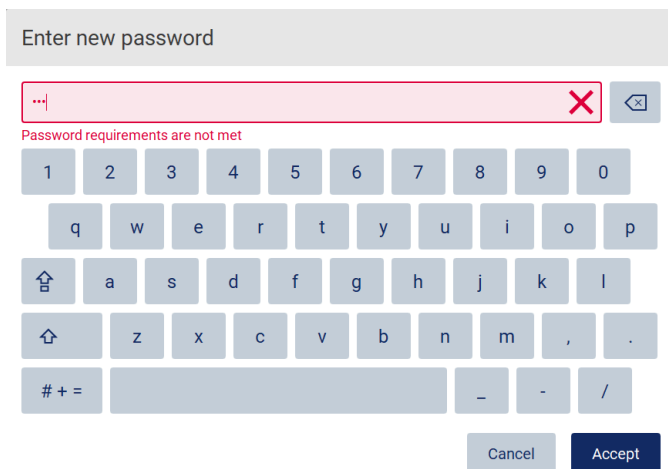 Enter new password
•••
Password requirements are not met
1 2 3 4 5 6 7 8 9 0
q w e r t y u i o p
a s d f g h j k l
z x c v b n m , .
# + = _ - /
Cancel Accept